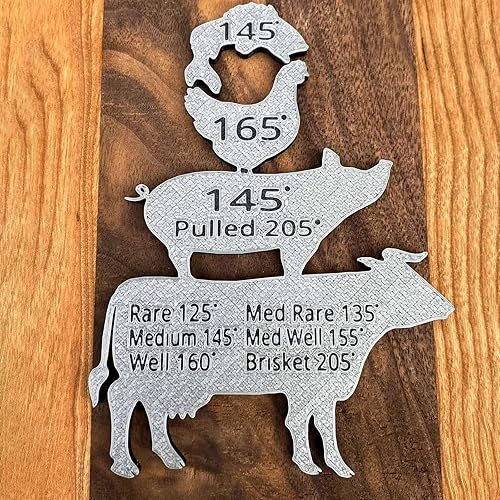 145°
165°
145°
Pulled 205°
Rare 125° Med Rare 135°
Medium 145° Med Well 155°
Well 160° Brisket 205°